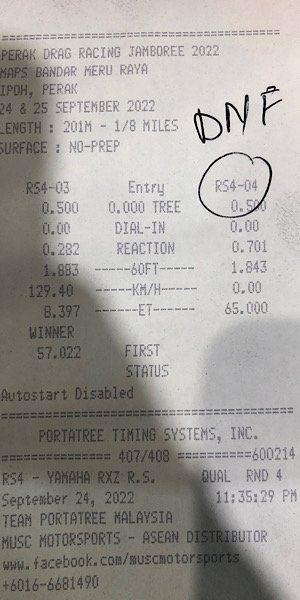 PERAK DRAG RACING JAMBOREE 2022
MAPS BANDAR MERU RAYA
IPOH, PERAK
24 & 25 SEPTEMBER 2022
LENGTH : 201M - 1/8 MILES
SURFACE : NO-PREP
DNF
RS4-03 Entry RS4-04
0.500 0.000 TREE 0.500
0.00 DIAL-IN 0.00
0.282 REACTION 0.701
1.883 ------60FT------ 1.843
129.40 ------KM/H------ 0.00
8.397 ------ET------ 65.000
WINNER
57.022 FIRST
STATUS
Autostart Disabled
================================
PORTATREE TIMING SYSTEMS, INC.
=============== 407/408 ===========600214
RS4 - YAMAHA RXZ R.S. QUAL RND 4
September 24, 2022 11:35:29 PM
TEAM PORTATREE MALAYSIA
MUSC MOTORSPORTS - ASEAN DISTRIBUTOR
www.facebook.com/muscmotorsports
+6016-6681490